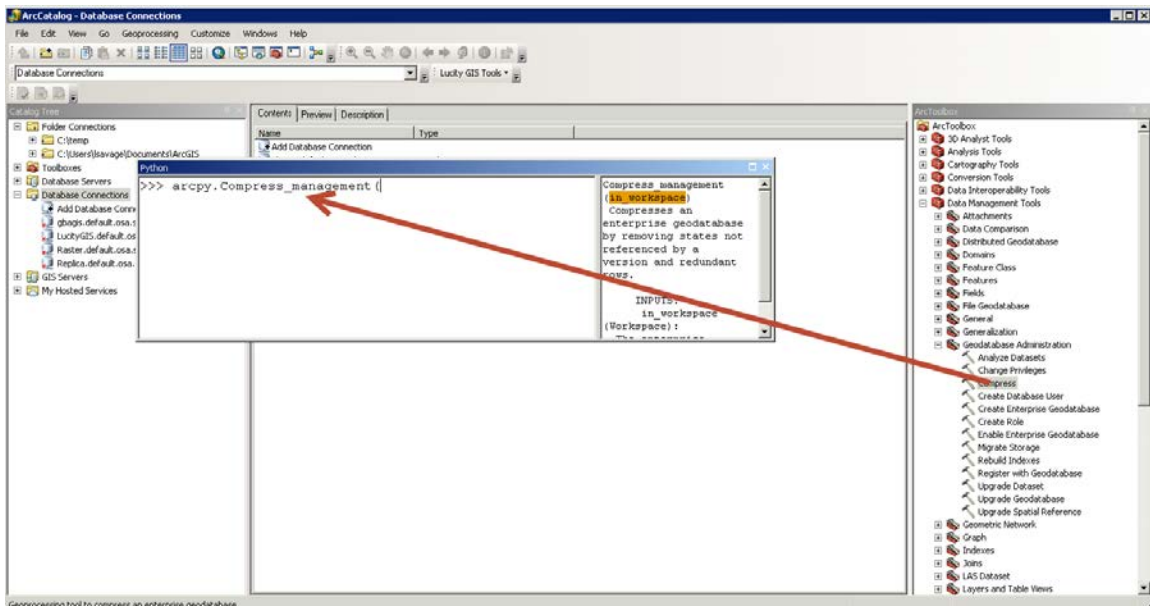 ArcCatalog - Database Connections
File Edit View Go Geoprocessing Customize Windows Help
Database Connections
Lucity GIS Tools
Catalog Tree
Folder Connections
C:\temp
C:\Users\lsavage\Documents\ArcGIS
Toolboxes
Database Servers
Database Connections
Add Database Conn
gbagis.default.osa.s
LucityGIS.default.os
Raster.default.osa.
Replica.default.osa.
GIS Servers
My Hosted Services
Contents Preview Description
Name Type
Add Database Connection
Python
>>> arcpy.Compress_management(
Compress_management
(in_workspace)
Compresses an
enterprise geodatabase
by removing states not
referenced by a
version and redundant
rows.
INPUTS:
in_workspace
(Workspace):
The enterprise
ArcToolbox
ArcToolbox
3D Analyst Tools
Analysis Tools
Cartography Tools
Conversion Tools
Data Interoperability Tools
Data Management Tools
Attachments
Data Comparison
Distributed Geodatabase
Domains
Feature Class
Features
Fields
File Geodatabase
General
Generalization
Geodatabase Administration
Analyze Datasets
Change Privileges
Compress
Create Database User
Create Enterprise Geodatabase
Create Role
Enable Enterprise Geodatabase
Migrate Storage
Rebuild Indexes
Register with Geodatabase
Upgrade Dataset
Upgrade Geodatabase
Upgrade Spatial Reference
Geometric Network
Graph
Indexes
Joins
LAS Dataset
Layers and Table Views
Geoprocessing tool to compress an enterprise geodatabase